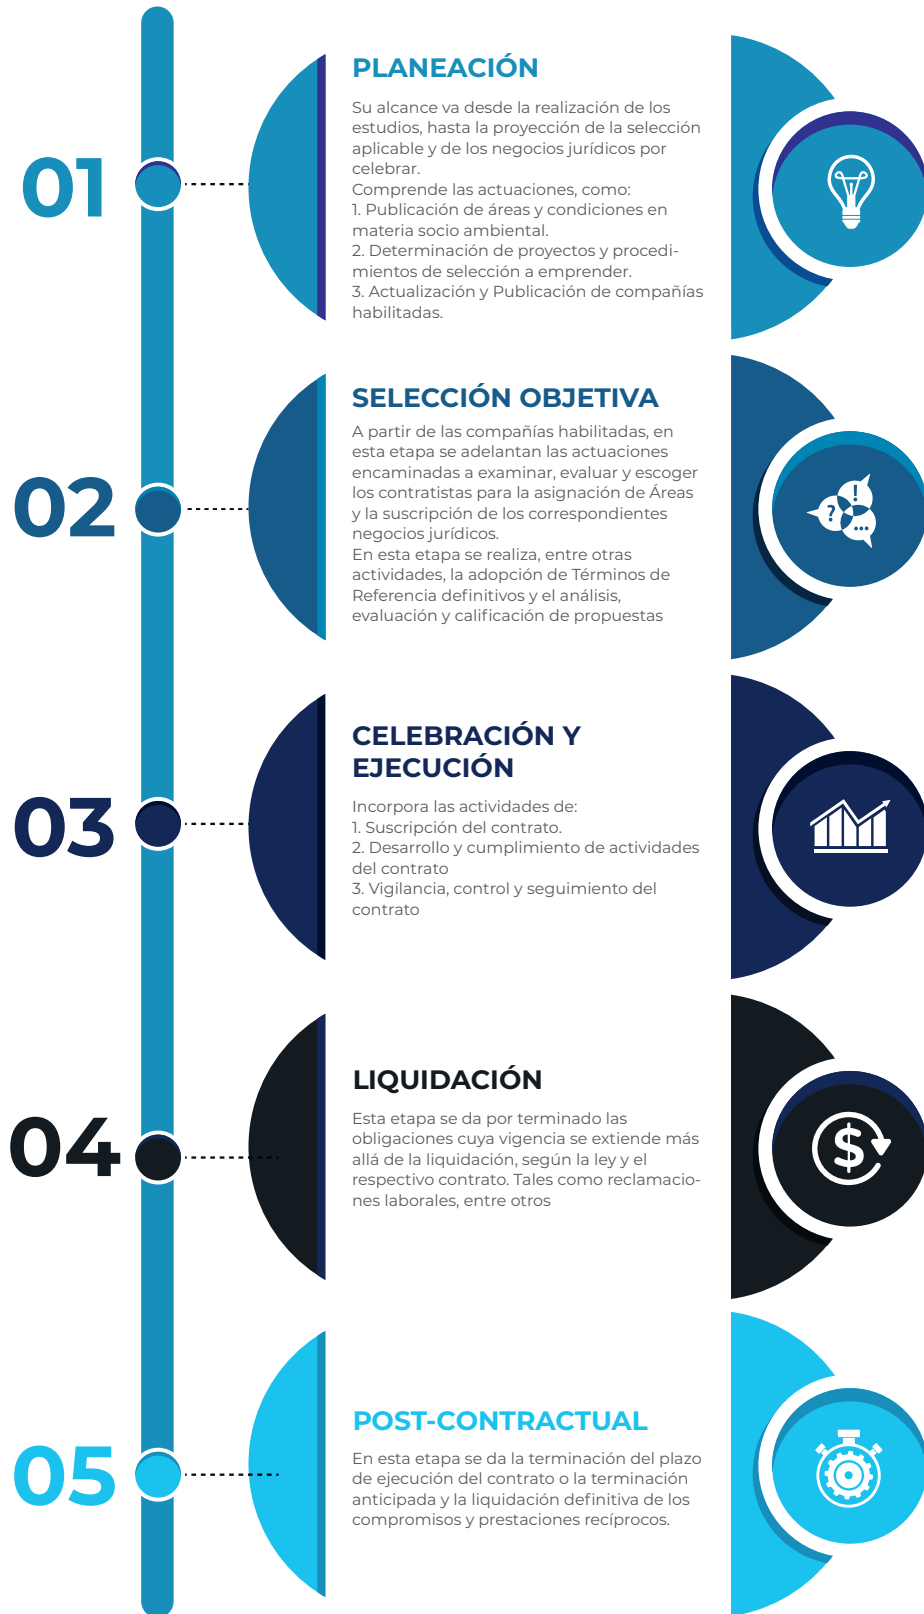 01
PLANEACIÓN
Su alcance va desde la realización de los
estudios, hasta la proyección de la selección
aplicable y de los negocios jurídicos por
celebrar.
Comprende las actuaciones, como:
1. Publicación de áreas y condiciones en
materia socio ambiental.
2. Determinación de proyectos y procedi-
mientos de selección a emprender.
3. Actualización y Publicación de compañías
habilitadas.
02
SELECCIÓN OBJETIVA
A partir de las compañías habilitadas, en
esta etapa se adelantan las actuaciones
encaminadas a examinar, evaluar y escoger
los contratistas para la asignación de Áreas
y la suscripción de los correspondientes
negocios jurídicos.
En esta etapa se realiza, entre otras
actividades, la adopción de Términos de
Referencia definitivos y el análisis,
evaluación y calificación de propuestas
? ! ...
03
CELEBRACIÓN Y
EJECUCIÓN
Incorpora las actividades de:
1. Suscripción del contrato.
2. Desarrollo y cumplimiento de actividades
del contrato
3. Vigilancia, control y seguimiento del
contrato
04
LIQUIDACIÓN
Esta etapa se da por terminado las
obligaciones cuya vigencia se extiende más
allá de la liquidación, según la ley y el
respectivo contrato. Tales como reclamacio-
nes laborales, entre otros
$
05
POST-CONTRACTUAL
En esta etapa se da la terminación del plazo
de ejecución del contrato o la terminación
anticipada y la liquidación definitiva de los
compromisos y prestaciones recíprocos.